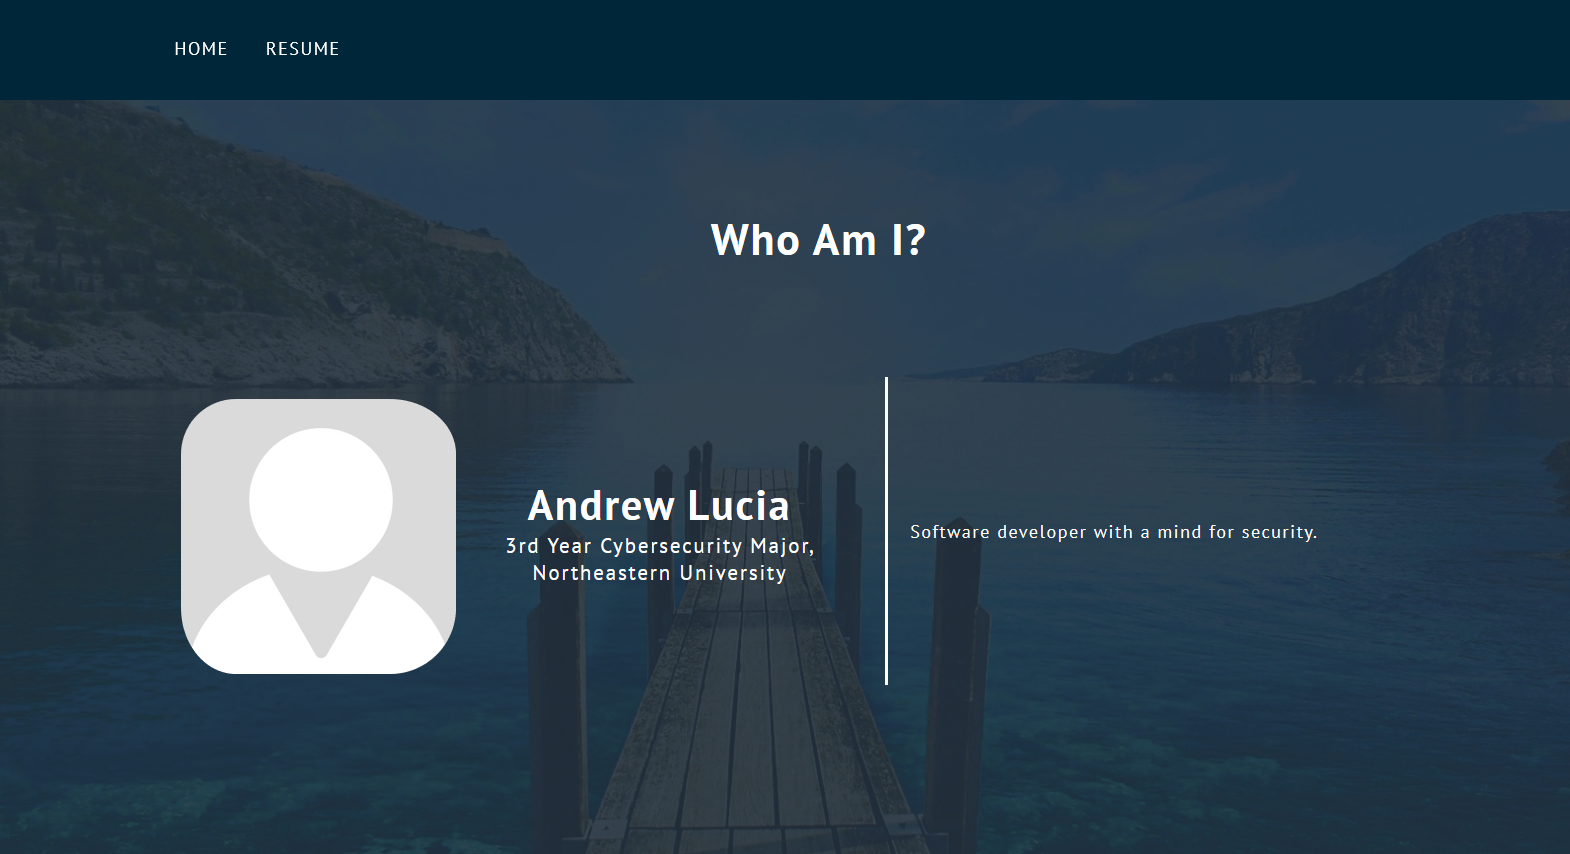 HOME RESUME
Who Am I?
Andrew Lucia
3rd Year Cybersecurity Major,
Northeastern University
Software developer with a mind for security.